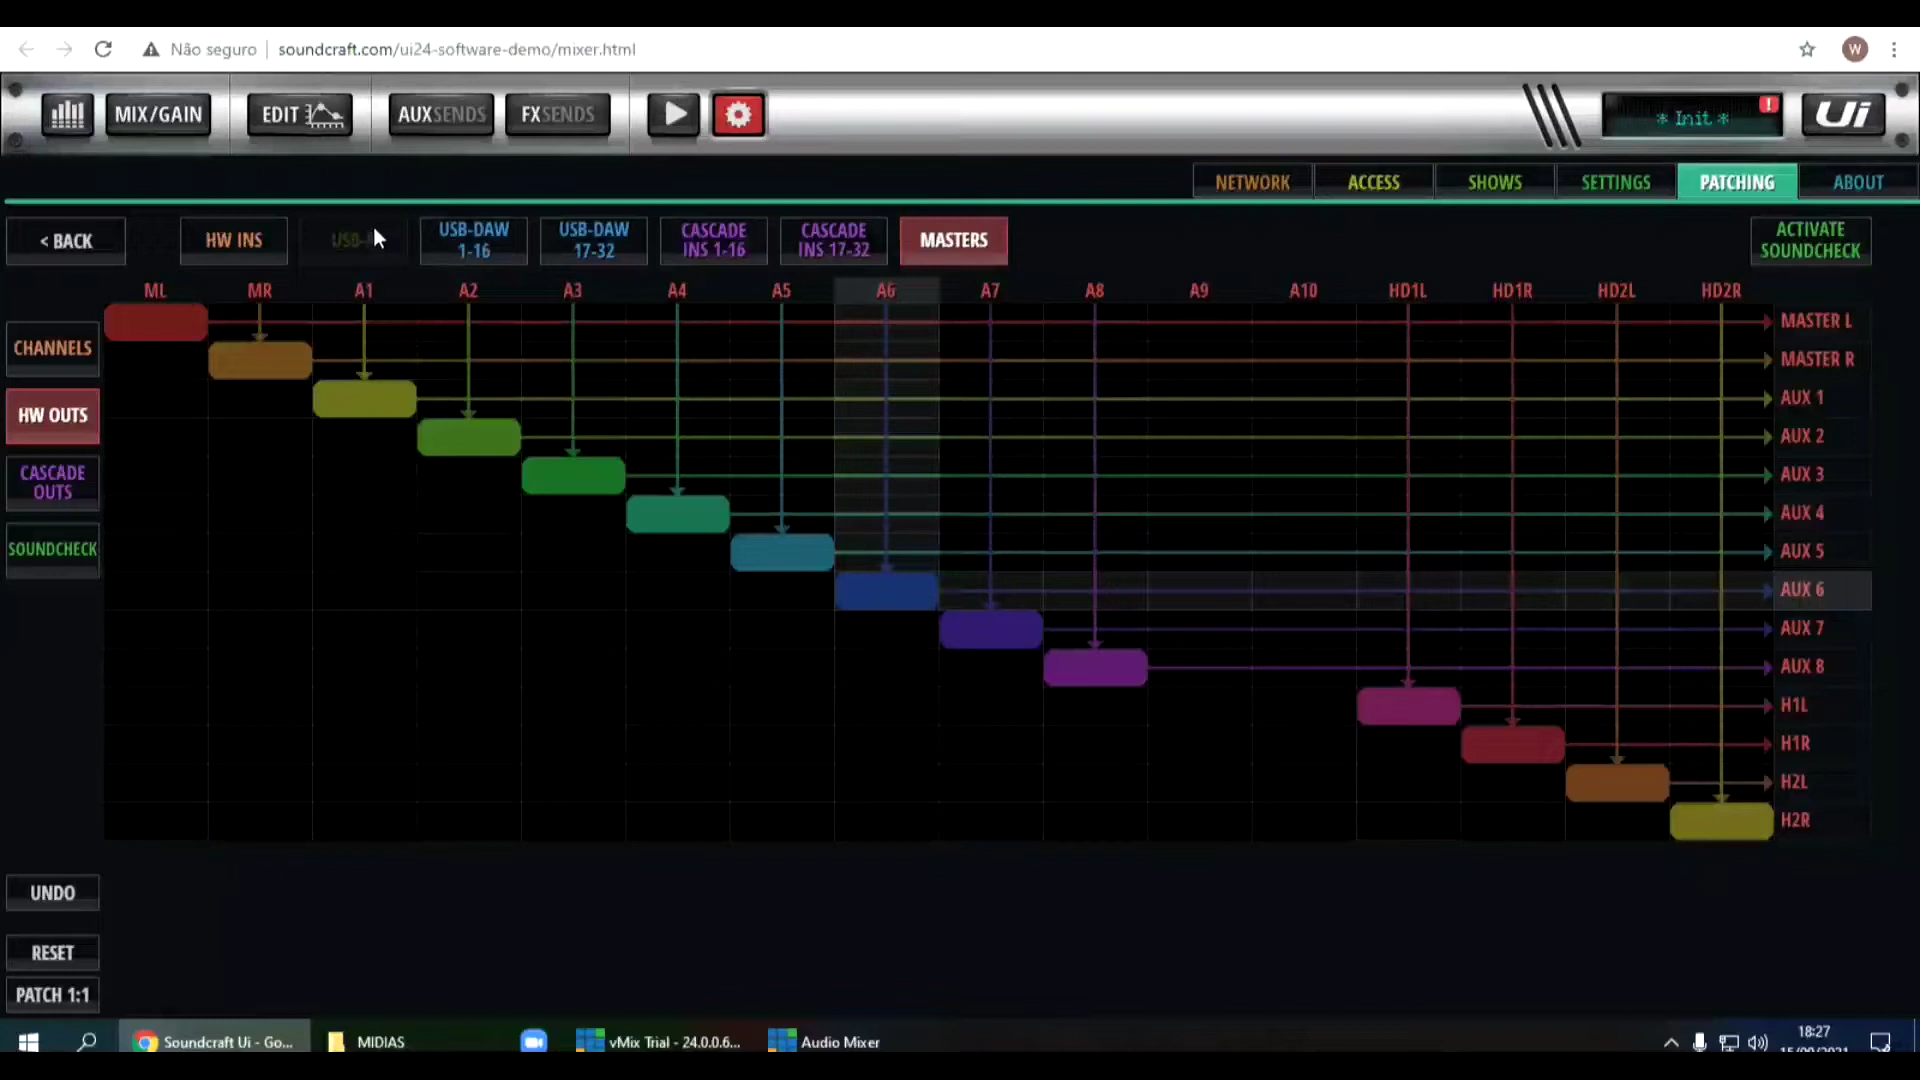 Não seguro
soundcraft.com/ui24-software-demo/mixer.html
W
MIX/GAIN
EDIT
AUXSENDS
FXSENDS
* Init *
!
Ui
NETWORK
ACCESS
SHOWS
SETTINGS
PATCHING
ABOUT
< BACK
HW INS
USB-DAW
1-16
USB-DAW
17-32
CASCADE
INS 1-16
CASCADE
INS 17-32
MASTERS
ACTIVATE
SOUNDCHECK
ML MR A1 A2 A3 A4 A5 A6 A7 A8 A9 A10 HD1L HD1R HD2L HD2R
CHANNELS
HW OUTS
CASCADE
OUTS
SOUNDCHECK
MASTER L
MASTER R
AUX 1
AUX 2
AUX 3
AUX 4
AUX 5
AUX 6
AUX 7
AUX 8
H1L
H1R
H2L
H2R
UNDO
RESET
PATCH 1:1
Soundcraft Ui - Go...
MIDIAS
vMix Trial - 24.0.0.6...
Audio Mixer
18:27